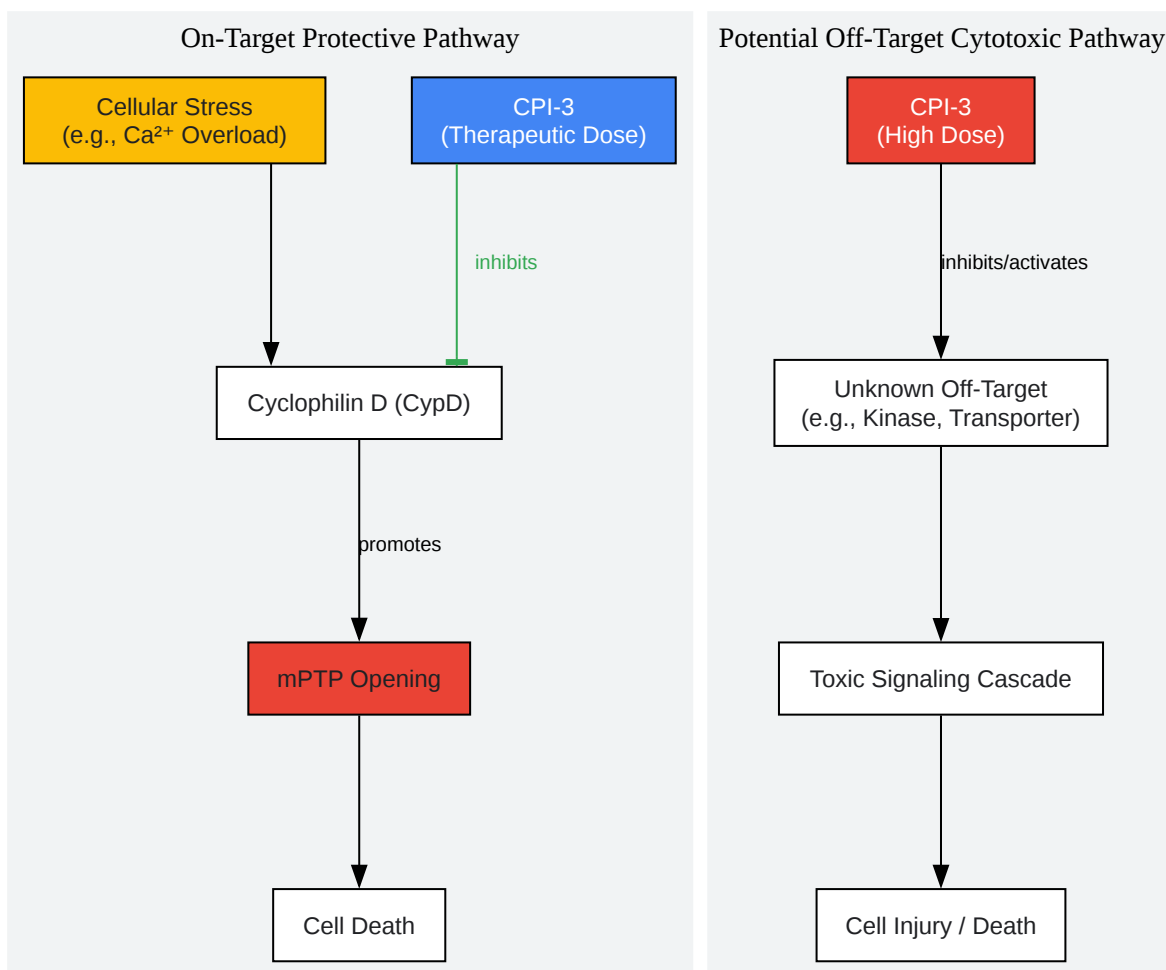 On-Target Protective Pathway
Cellular Stress
(e.g., Ca²⁺ Overload)
CPI-3
(Therapeutic Dose)
inhibits
Cyclophilin D (CypD)
promotes
mPTP Opening
Cell Death
Potential Off-Target Cytotoxic Pathway
CPI-3
(High Dose)
inhibits/activates
Unknown Off-Target
(e.g., Kinase, Transporter)
Toxic Signaling Cascade
Cell Injury / Death